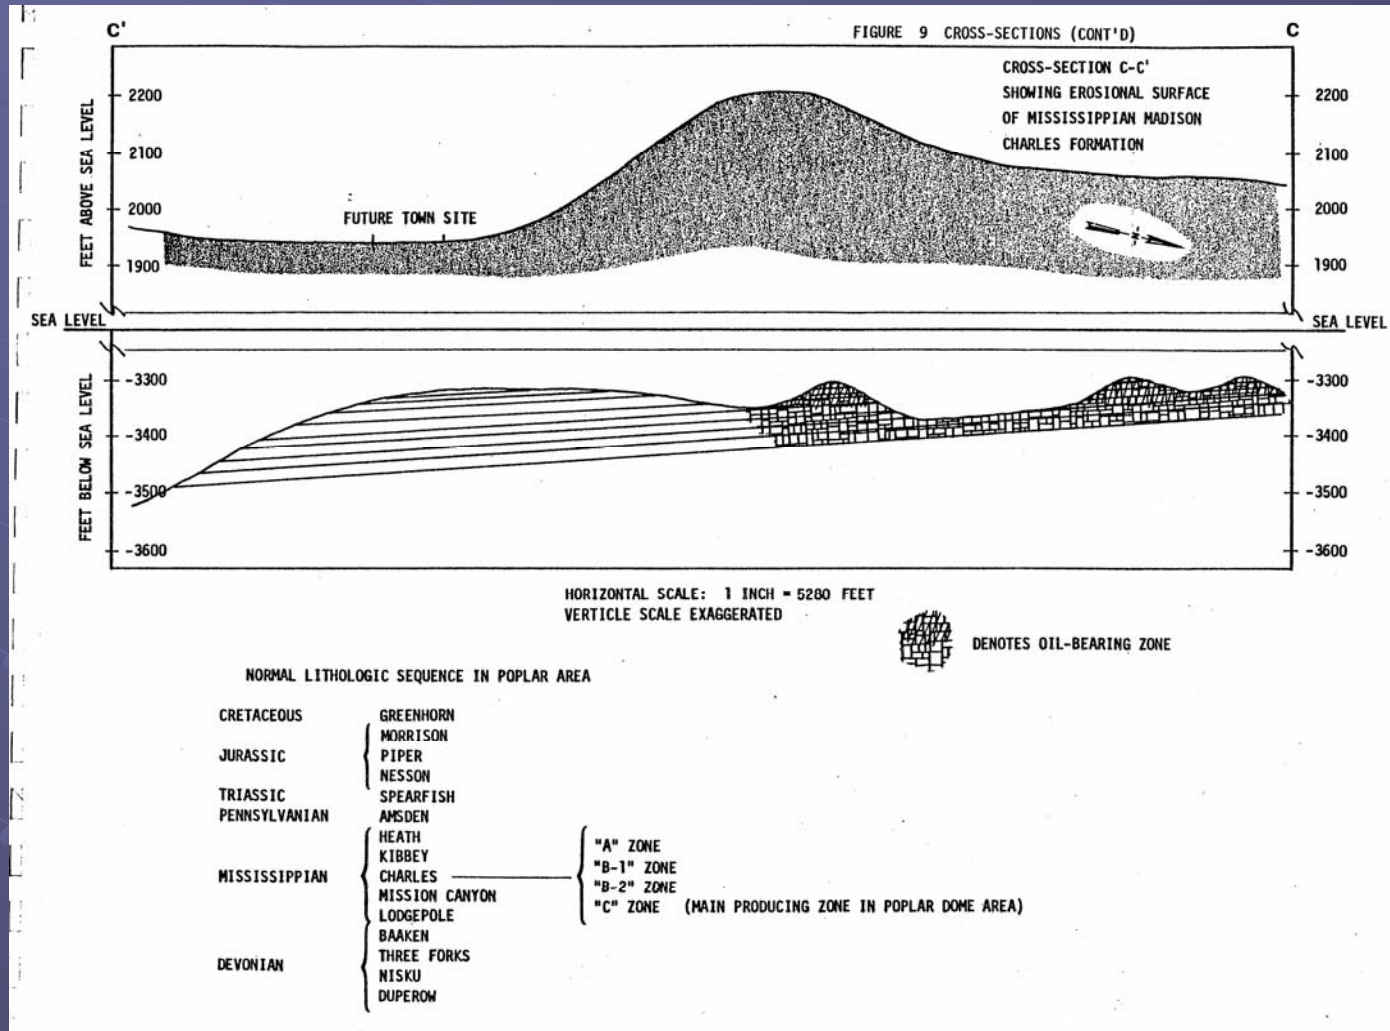 C'
FIGURE 9 CROSS-SECTIONS (CONT'D)
C
CROSS-SECTION C-C'
SHOWING EROSIONAL SURFACE
OF MISSISSIPPIAN MADISON
CHARLES FORMATION
FEET ABOVE SEA LEVEL
2200
2100
2000
1900
FUTURE TOWN SITE
2200
2100
2000
1900
SEA LEVEL
SEA LEVEL
FEET BELOW SEA LEVEL
-3300
-3400
-3500
-3600
-3300
-3400
-3500
-3600
HORIZONTAL SCALE: 1 INCH = 5280 FEET
VERTICLE SCALE EXAGGERATED
DENOTES OIL-BEARING ZONE
NORMAL LITHOLOGIC SEQUENCE IN POPLAR AREA
CRETACEOUS GREENHORN
MORRISON
JURASSIC PIPER
NESSON
TRIASSIC SPEARFISH
PENNSYLVANIAN AMSDEN
HEATH
KIBBEY
MISSISSIPPIAN CHARLES
MISSION CANYON
LODGEPOLE
"A" ZONE
"B-1" ZONE
"B-2" ZONE
"C" ZONE (MAIN PRODUCING ZONE IN POPLAR DOME AREA)
BAAKEN
DEVONIAN THREE FORKS
NISKU
DUPEROW